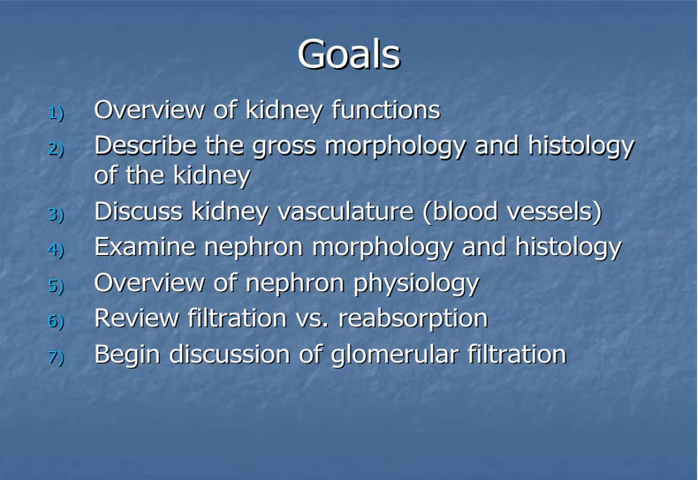 Goals
1) Overview of kidney functions
2) Describe the gross morphology and histology
of the kidney
3) Discuss kidney vasculature (blood vessels)
4) Examine nephron morphology and histology
5) Overview of nephron physiology
6) Review filtration vs. reabsorption
7) Begin discussion of glomerular filtration